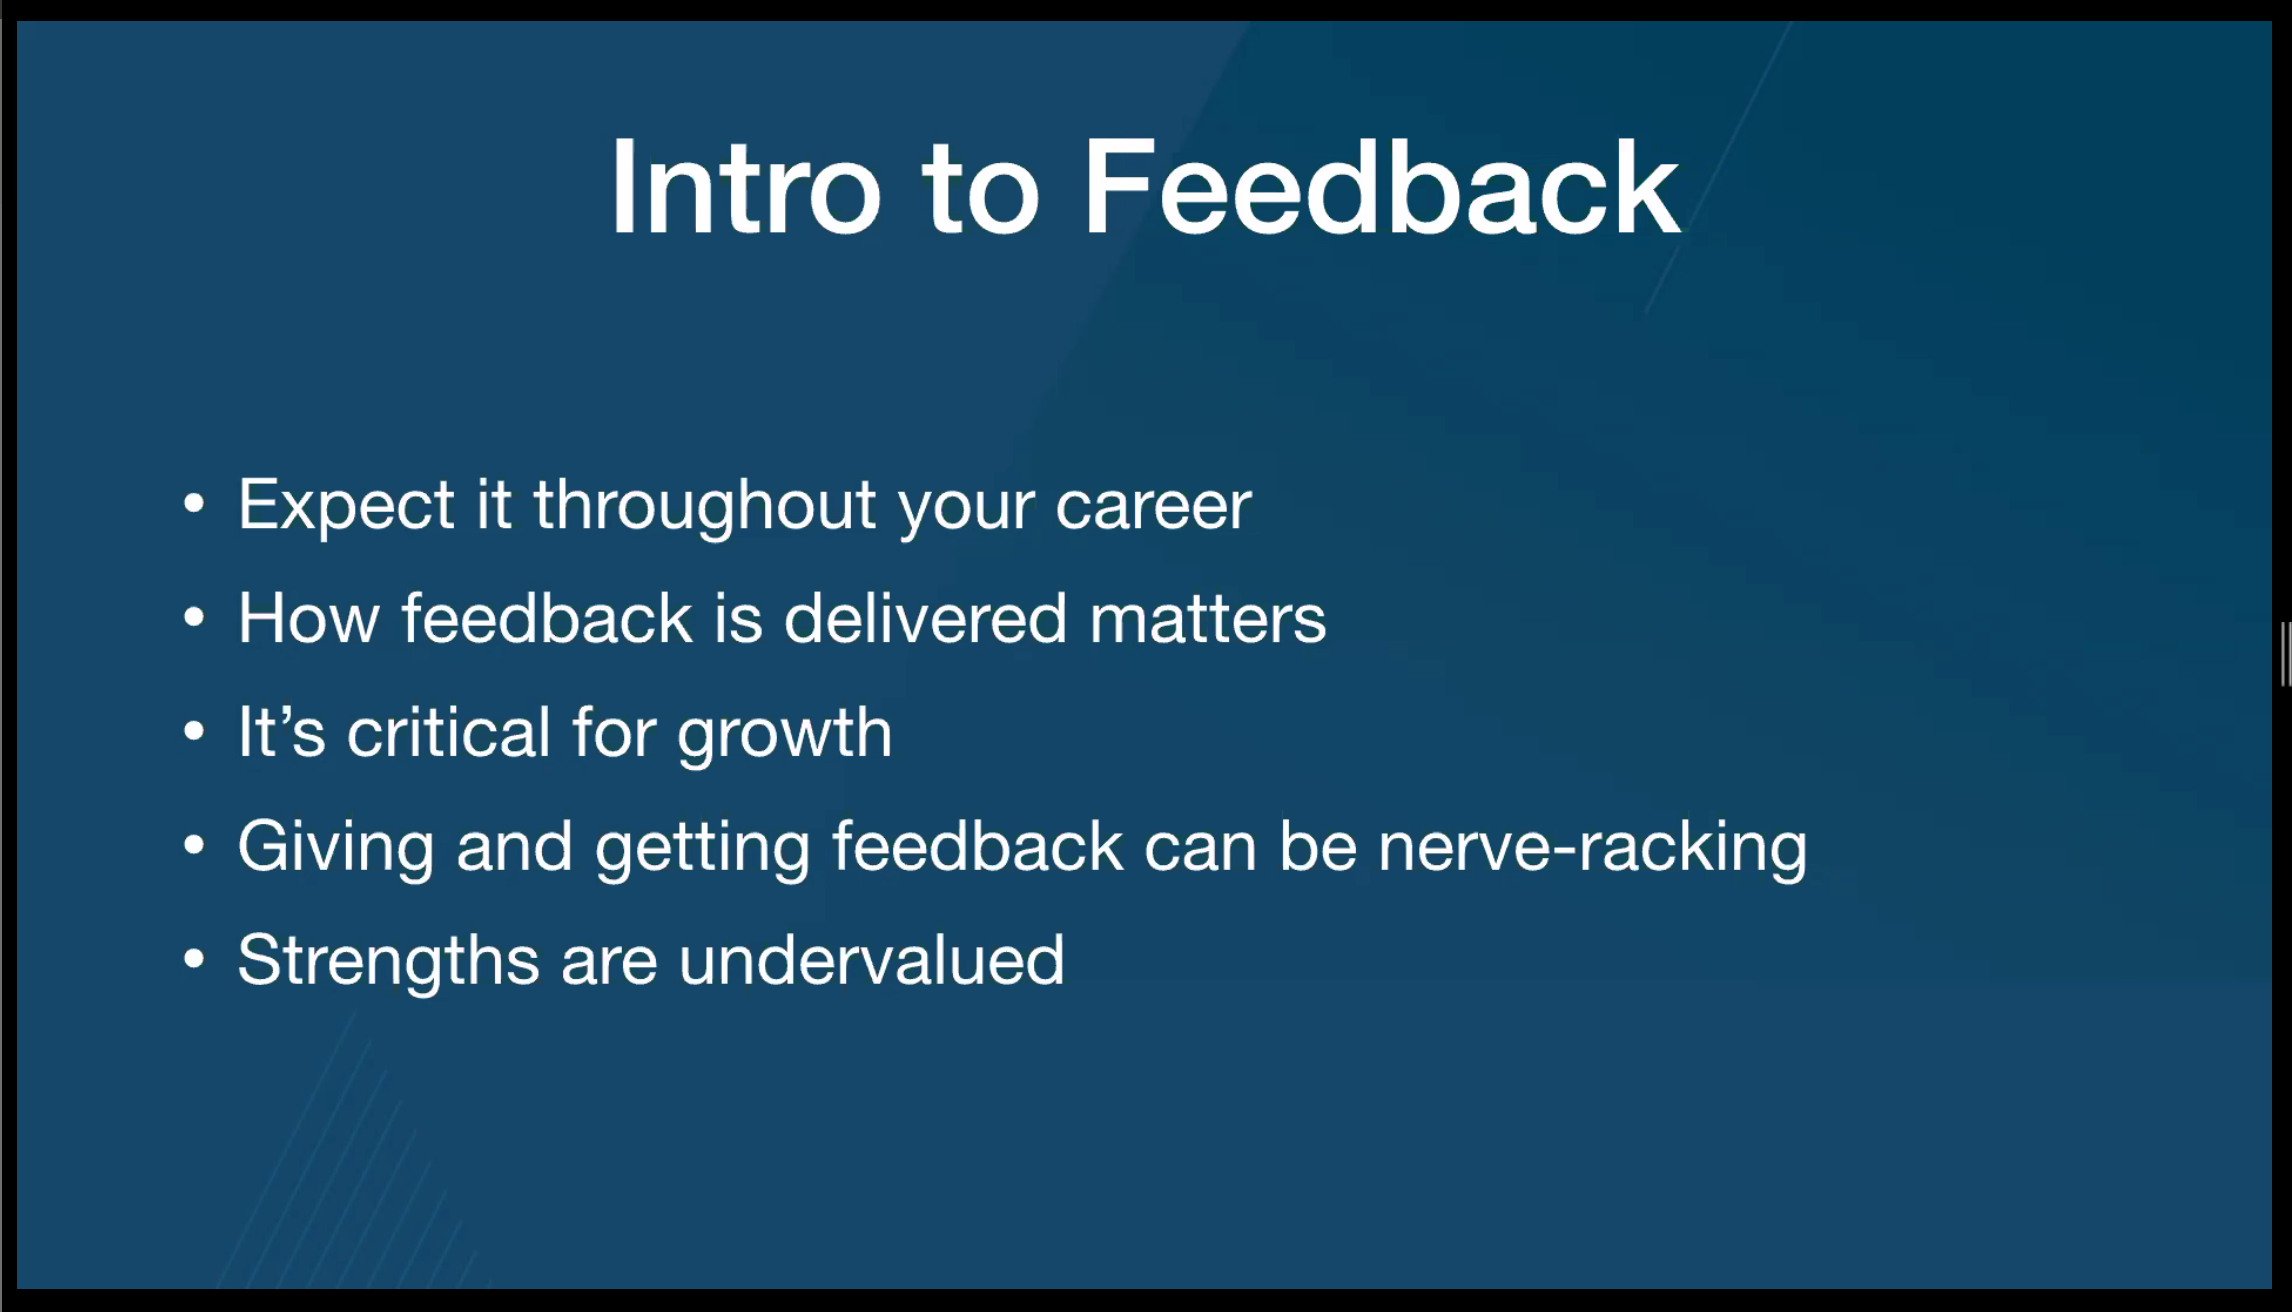 Intro to Feedback
• Expect it throughout your career
• How feedback is delivered matters
• It’s critical for growth
• Giving and getting feedback can be nerve-racking
• Strengths are undervalued